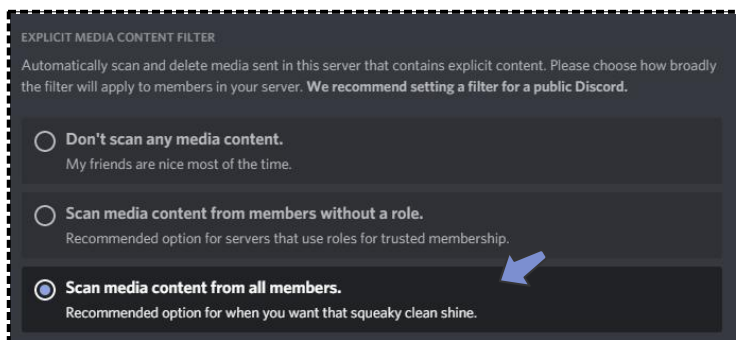 EXPLICIT MEDIA CONTENT FILTER
Automatically scan and delete media sent in this server that contains explicit content. Please choose how broadly
the filter will apply to members in your server. We recommend setting a filter for a public Discord.
Don't scan any media content.
My friends are nice most of the time.
Scan media content from members without a role.
Recommended option for servers that use roles for trusted membership.
Scan media content from all members.
Recommended option for when you want that squeaky clean shine.